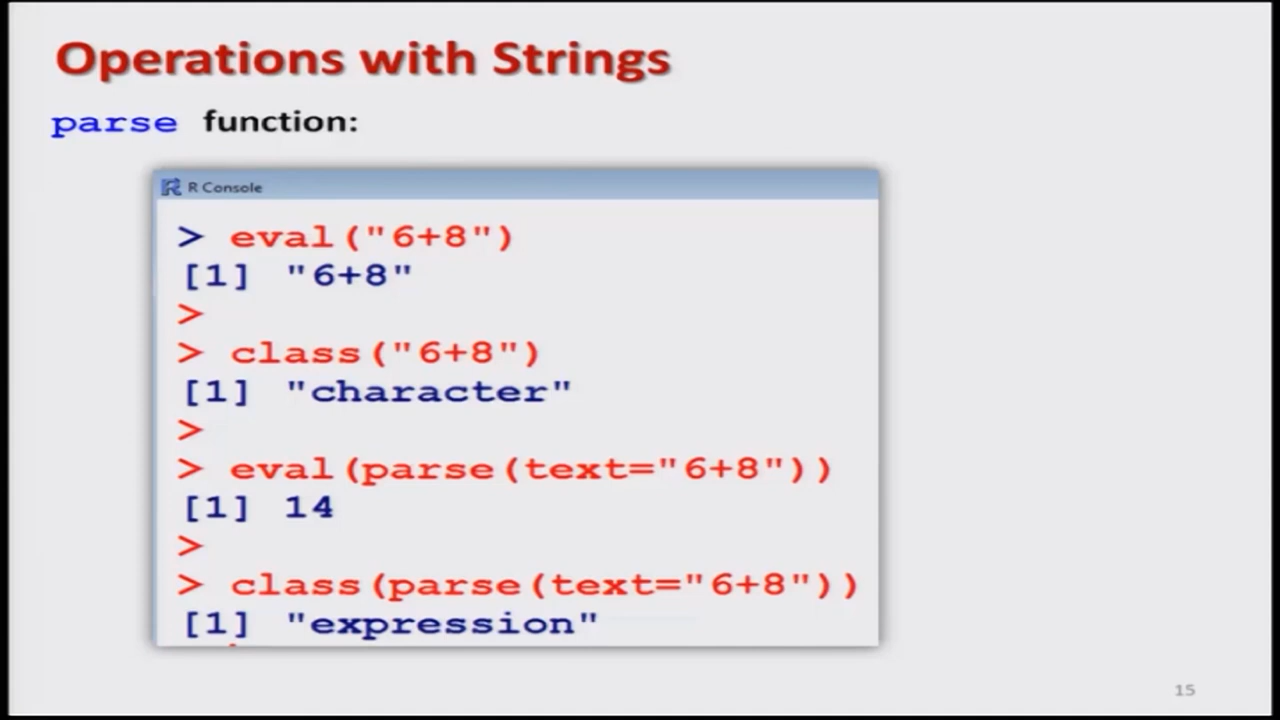 Operations with Strings
parse function:
R Console
> eval("6+8")
[1] "6+8"
>
> class("6+8")
[1] "character"
>
> eval(parse(text="6+8"))
[1] 14
>
> class(parse(text="6+8"))
[1] "expression"
15